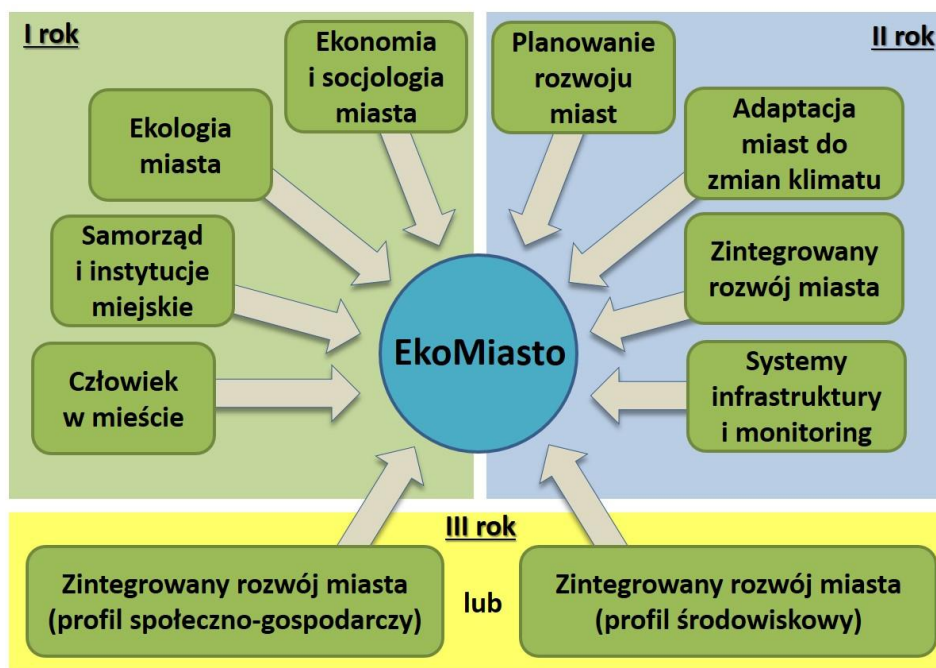 I rok
Ekonomia
i socjologia
miasta
Ekologia
miasta
Samorząd
i instytucje
miejskie
Człowiek
w mieście
II rok
Planowanie
rozwoju
miast
Adaptacja
miast do
zmian klimatu
Zintegrowany
rozwój miasta
Systemy
infrastruktury
i monitoring
EkoMiasto
III rok
Zintegrowany rozwój miasta
(profil społeczno-gospodarczy)
lub
Zintegrowany rozwój miasta
(profil środowiskowy)